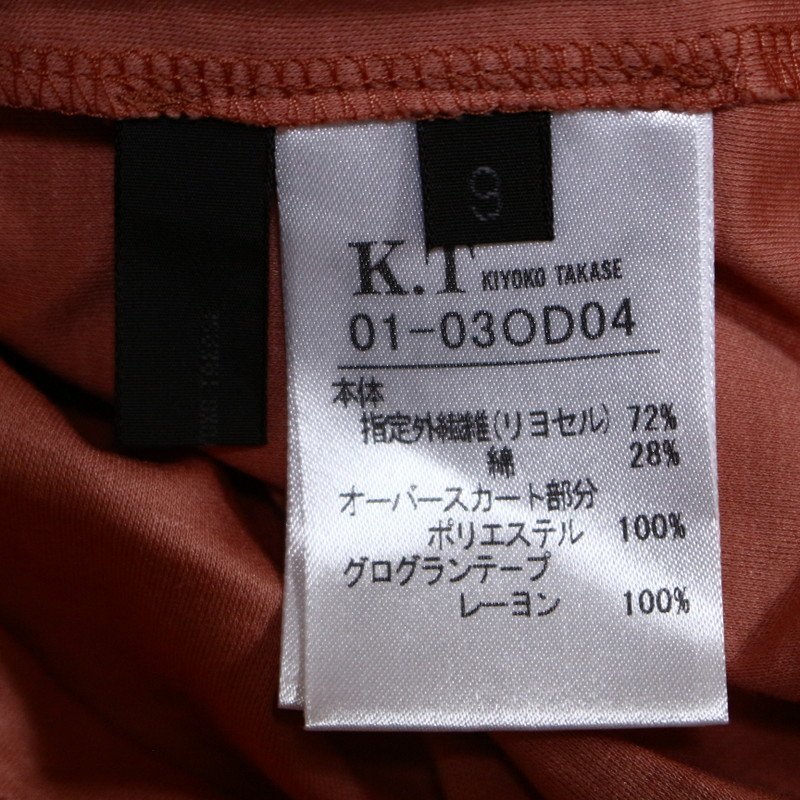 9
K.T KIYOKO TAKASE
01-03OD04
本体
指定外繊維(リヨセル) 72%
綿 28%
オーバースカート部分
ポリエステル 100%
グログランテープ
レーヨン 100%